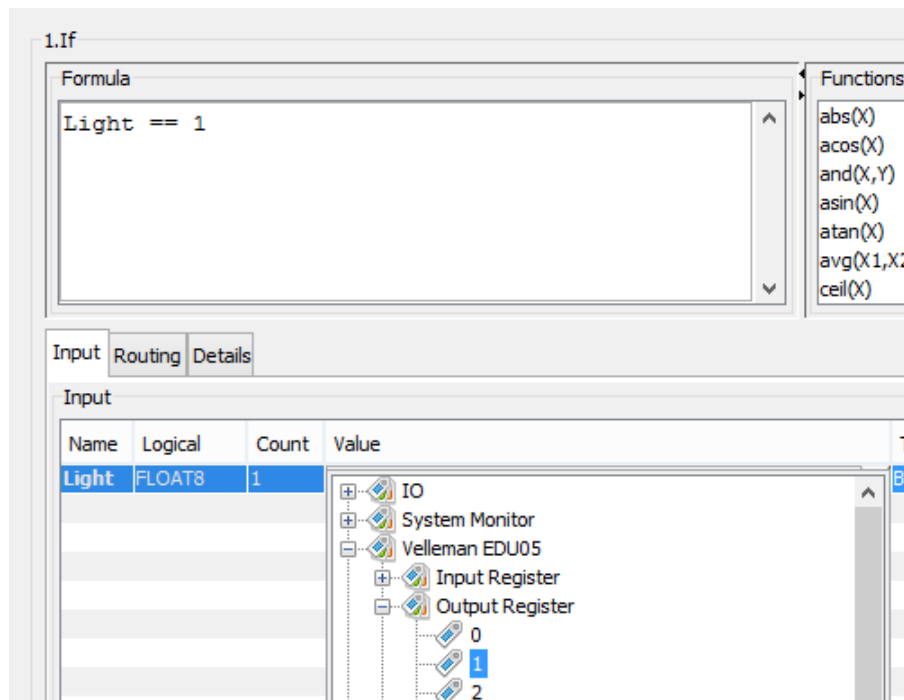 1.If
Formula
Light == 1
Functions
abs(X)
acos(X)
and(X,Y)
asin(X)
atan(X)
avg(X1,X2
ceil(X)
Input Routing Details
Input
Name Logical Count Value
Light FLOAT8 1
IO
System Monitor
Velleman EDU05
Input Register
Output Register
0
1
2